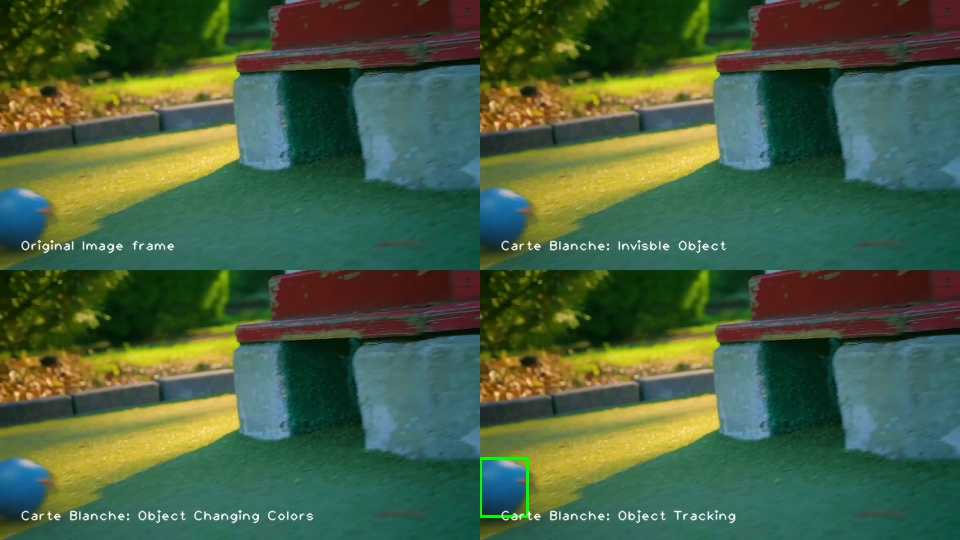 Original Image frame
Carte Blanche: Invisble Object
Carte Blanche: Object Changing Colors
Carte Blanche: Object Tracking